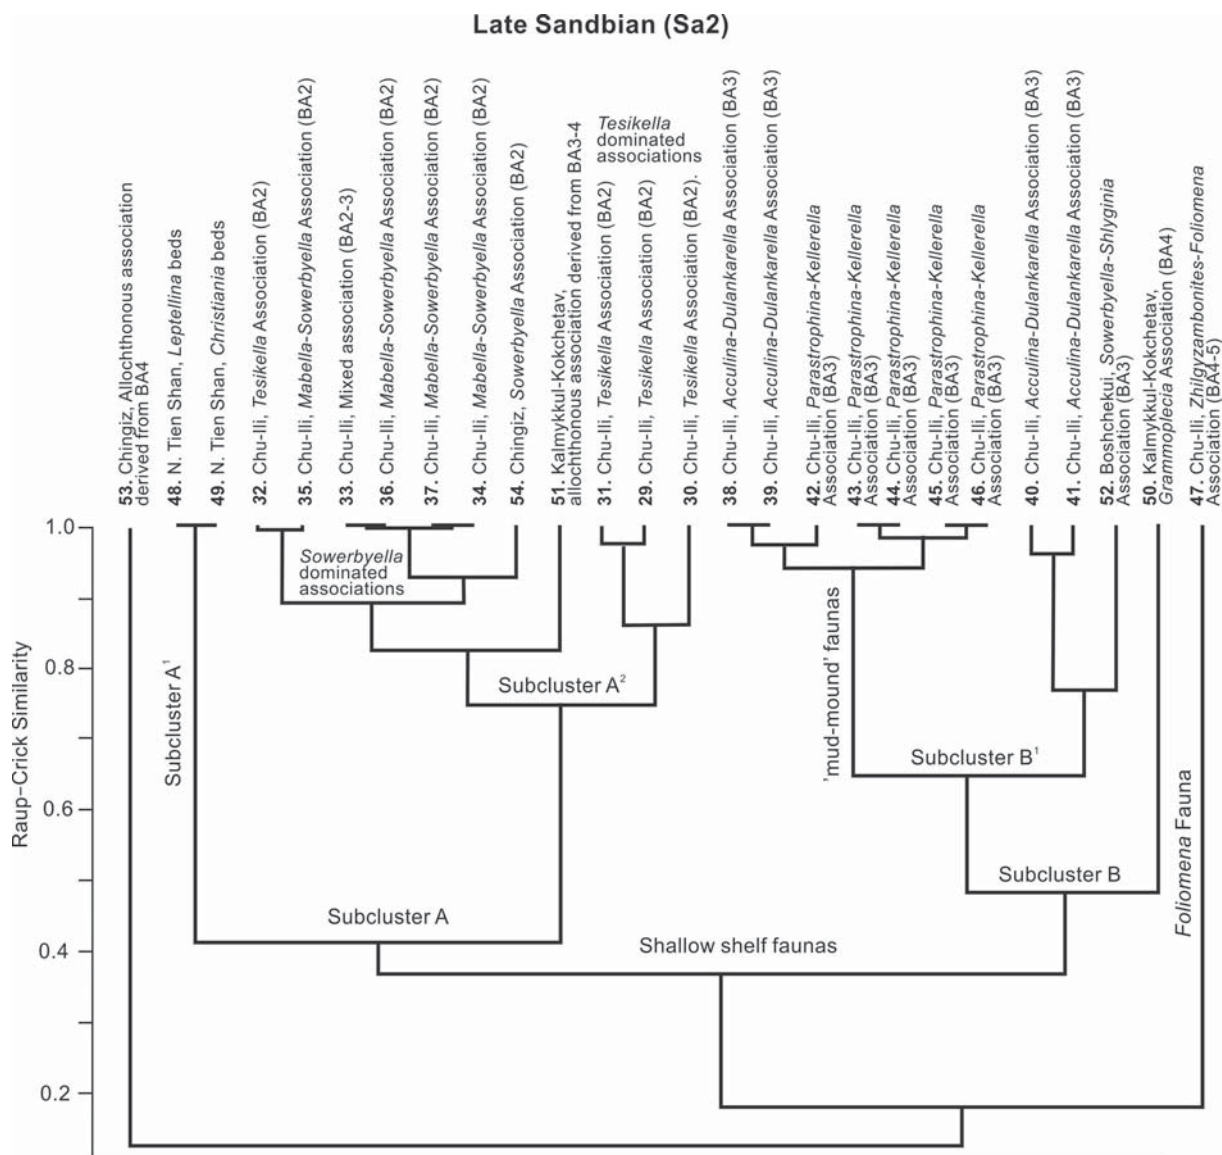 Late Sandbian (Sa2)
53. Chingiz, Allochthonous association
derived from BA4
48. N. Tien Shan, Leptellina beds
49. N. Tien Shan, Christiania beds
32. Chu-Ili, Tesikella Association (BA2)
35. Chu-Ili, Mabella-Sowerbyella Association (BA2)
33. Chu-Ili, Mixed association (BA2-3)
36. Chu-Ili, Mabella-Sowerbyella Association (BA2)
37. Chu-Ili, Mabella-Sowerbyella Association (BA2)
34. Chu-Ili, Mabella-Sowerbyella Association (BA2)
54. Chingiz, Sowerbyella Association (BA2)
51. Kalmykkul-Kokchetav,
allochthonous association derived from BA3-4
Tesikella
dominated
associations
31. Chu-Ili, Tesikella Association (BA2)
29. Chu-Ili, Tesikella Association (BA2)
30. Chu-Ili, Tesikella Association (BA2).
38. Chu-Ili, Acculina-Dulankarella Association (BA3)
39. Chu-Ili, Acculina-Dulankarella Association (BA3)
42. Chu-Ili, Parastrophina-Kellerella
Association (BA3)
43. Chu-Ili, Parastrophina-Kellerella
Association (BA3)
44. Chu-Ili, Parastrophina-Kellerella
Association (BA3)
45. Chu-Ili, Parastrophina-Kellerella
Association (BA3)
46. Chu-Ili, Parastrophina-Kellerella
Association (BA3)
40. Chu-Ili, Acculina-Dulankarella Association (BA3)
41. Chu-Ili, Acculina-Dulankarella Association (BA3)
52. Boshchekui, Sowerbyella-Shlyginia
Association (BA3)
50. Kalmykkul-Kokchetav,
Grammoplecia Association (BA4)
47. Chu-Ili, Zhilgyzambonites-Foliomena
Association (BA4-5)
Raup–Crick Similarity
1.0
0.8
0.6
0.4
0.2
Sowerbyella
dominated
associations
Subcluster A¹
Subcluster A²
'mud-mound' faunas
Subcluster B¹
Subcluster B
Foliomena Fauna
Subcluster A
Shallow shelf faunas